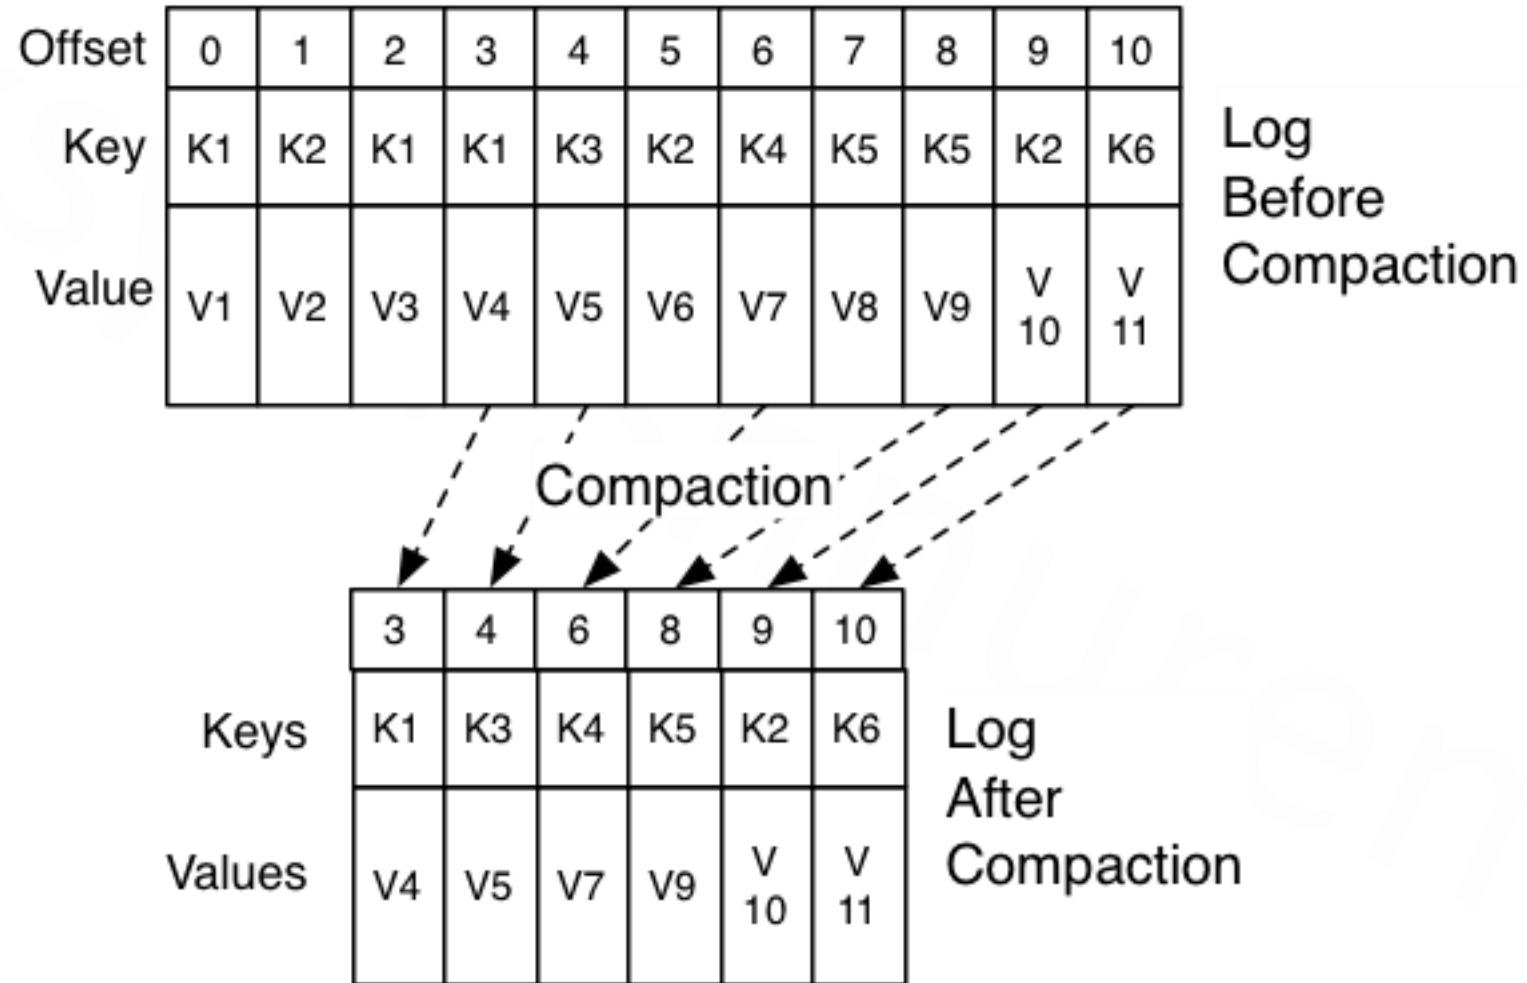 Offset 0 1 2 3 4 5 6 7 8 9 10
Key K1 K2 K1 K1 K3 K2 K4 K5 K5 K2 K6
Value V1 V2 V3 V4 V5 V6 V7 V8 V9 V 10 V 11
Log
Before
Compaction
Compaction
3 4 6 8 9 10
Keys K1 K3 K4 K5 K2 K6
Values V4 V5 V7 V9 V 10 V 11
Log
After
Compaction